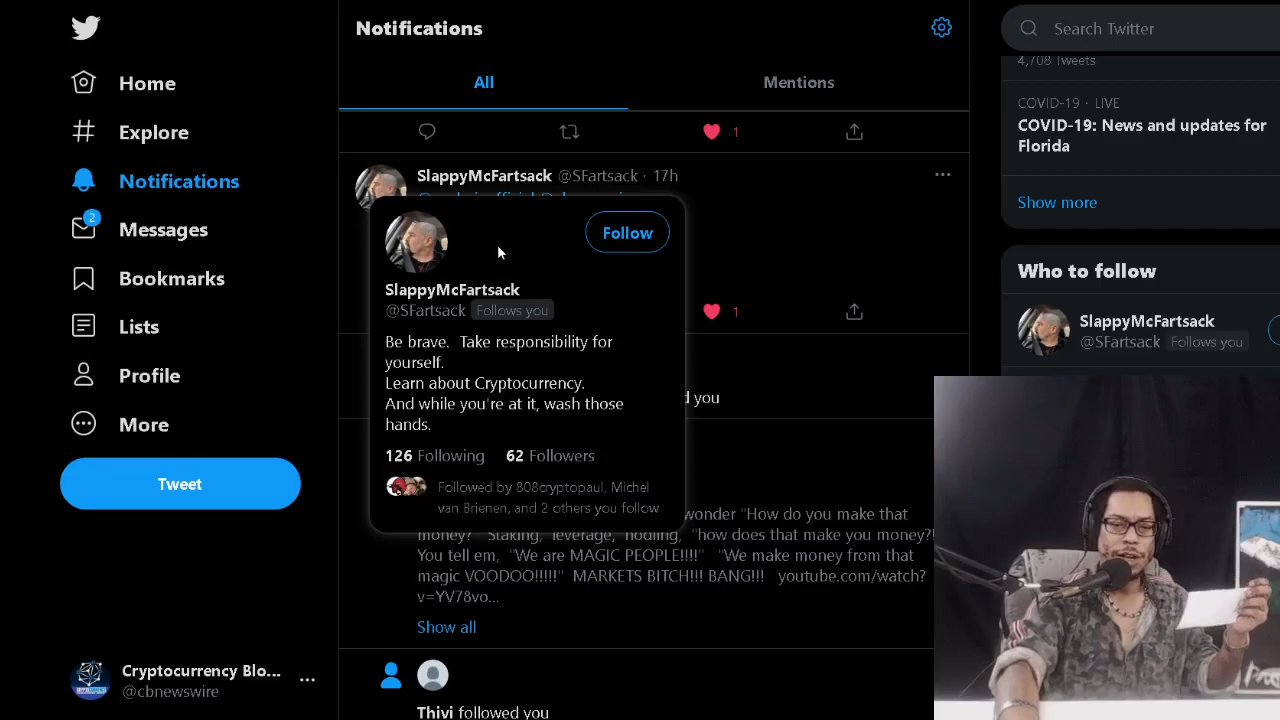 Home
Explore
Notifications
2
Messages
Bookmarks
Lists
Profile
More
Tweet
Cryptocurrency Blo...
@cbnewswire
Notifications
All
Mentions
1
SlappyMcFartsack @SFartsack · 17h
Follow
SlappyMcFartsack
@SFartsack Follows you
Be brave. Take responsibility for
yourself.
Learn about Cryptocurrency.
And while you're at it, wash those
hands.
126 Following 62 Followers
Followed by 808cryptopaul, Michel
van Brienen, and 2 others you follow
1
you
wonder "How do you make that
money?" Staking, leverage, hodling, "how does that make you money?!
You tell em, "We are MAGIC PEOPLE!!!!" "We make money from that
magic VOODOO!!!!!" MARKETS BITCH!!! BANG!!! youtube.com/watch?
v=YV78vo...
Show all
Thivi followed you
Search Twitter
4,708 Tweets
COVID-19 · LIVE
COVID-19: News and updates for
Florida
Show more
Who to follow
SlappyMcFartsack
@SFartsack Follows you